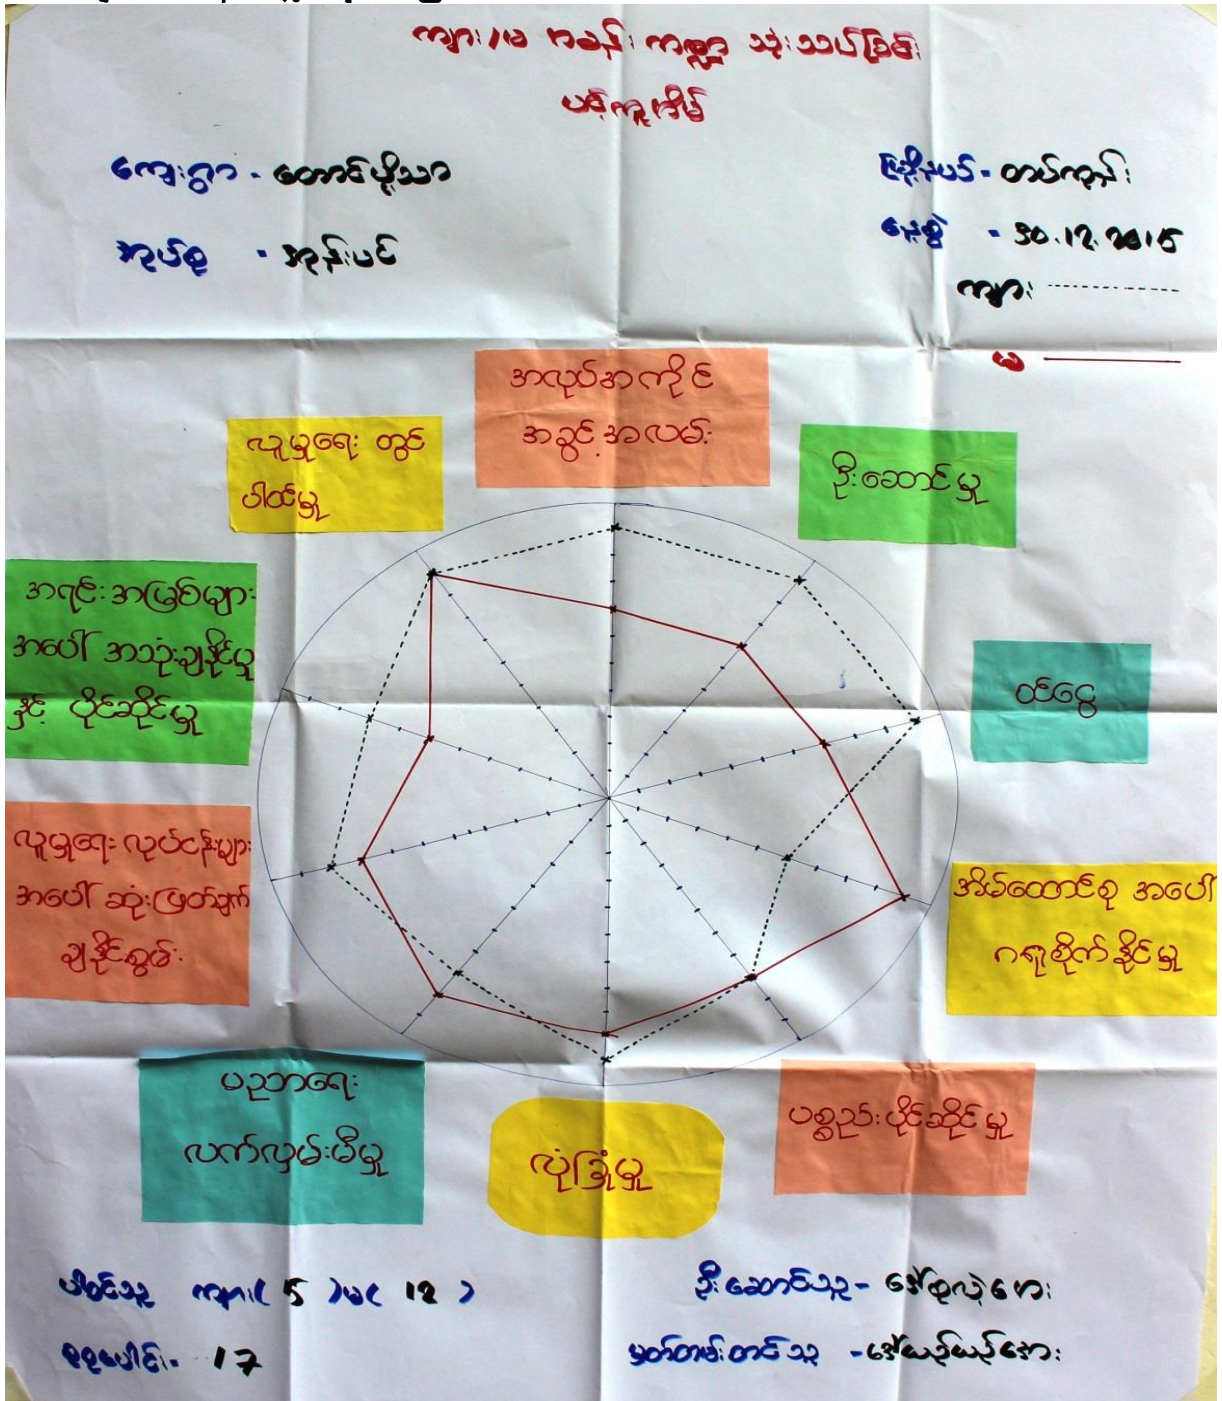 ကျား/မ အခန်း ကဏ္ဍ သုံးသပ်ခြင်း
ပင့်ကူအိမ်
ကျေးရွာ - တောင်ပို့သာ
မြို့နယ် - တပ်ကုန်း
အုပ်စု - အုန်းပင်
နေ့စွဲ - 30.12.2015
ကျား
မ
အလုပ်အကိုင်
အခွင့်အလမ်း
လူမှုရေး တွင်
ပါဝင်မှု
ဦးဆောင်မှု
အရင်းအမြစ်များ
အပေါ် အသုံးချနိုင်မှု
နှင့် ပိုင်ဆိုင်မှု
ဝင်ငွေ
လူမှုရေးလုပ်ငန်းများ
အပေါ် ဆုံးဖြတ်ချက်
ချနိုင်စွမ်း
အိမ်ထောင်စု အပေါ်
ဂရုစိုက်နိုင်မှု
ပညာရေး
လက်လှမ်းမီမှု
လုံခြုံမှု
ပစ္စည်းပိုင်ဆိုင်မှု
ပါဝင်သူ ကျား( 5 )မ( 12 )
စုစုပေါင်း- 17
ဦးဆောင်သူ-
မှတ်တမ်းတင်သူ -ဒေါ်ယဉ်ယဉ်အေး